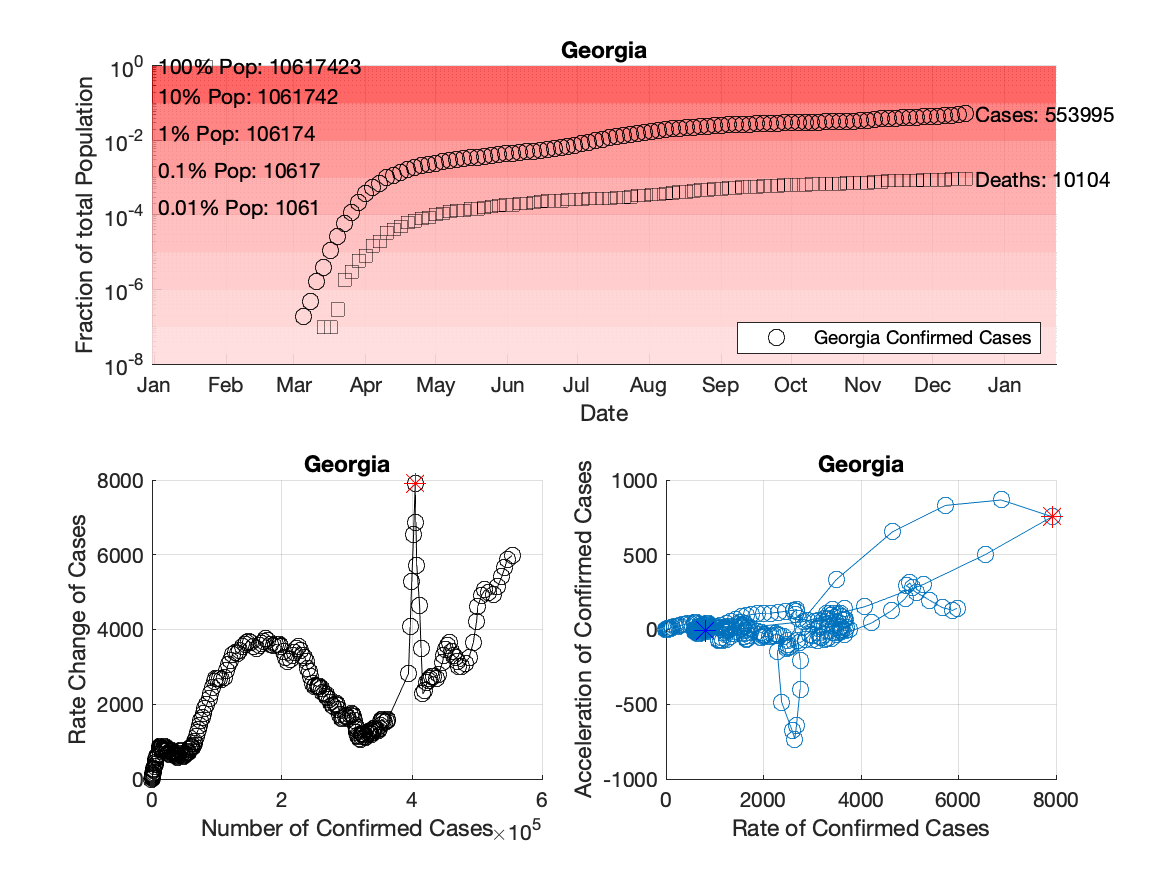 Georgia
10^0
10^-2
10^-4
10^-6
10^-8
Fraction of total Population
100% Pop: 10617423
10% Pop: 1061742
1% Pop: 106174
0.1% Pop: 10617
0.01% Pop: 1061
Cases: 553995
Deaths: 10104
Georgia Confirmed Cases
Jan Feb Mar Apr May Jun Jul Aug Sep Oct Nov Dec Jan
Date
Georgia
8000
6000
4000
2000
0
Rate Change of Cases
0 2 4 6
Number of Confirmed Cases ×10^5
Georgia
1000
500
0
-500
-1000
Acceleration of Confirmed Cases
0 2000 4000 6000 8000
Rate of Confirmed Cases